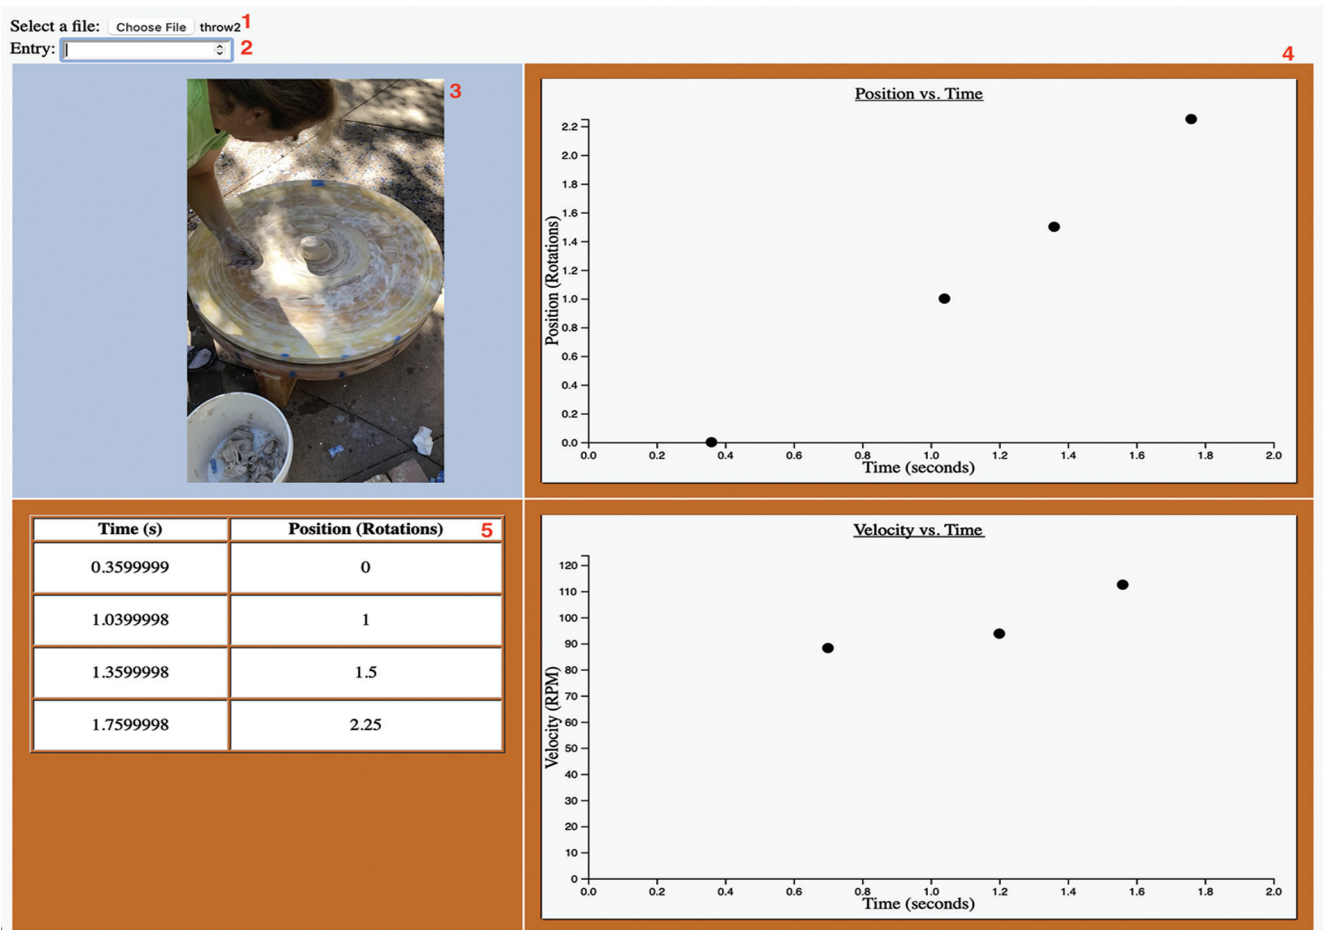 Select a file: Choose File throw2 1
Entry: 2
3
4
Position vs. Time
Position (Rotations)
2.2
2.0
1.8
1.6
1.4
1.2
1.0
0.8
0.6
0.4
0.2
0.0
0.0 0.2 0.4 0.6 0.8 1.0 1.2 1.4 1.6 1.8 2.0
Time (seconds)
Time (s) Position (Rotations) 5
0.3599999 0
1.0399998 1
1.3599998 1.5
1.7599998 2.25
Velocity vs. Time
Velocity (RPM)
120
110
100
90
80
70
60
50
40
30
20
10
0
0.0 0.2 0.4 0.6 0.8 1.0 1.2 1.4 1.6 1.8 2.0
Time (seconds)